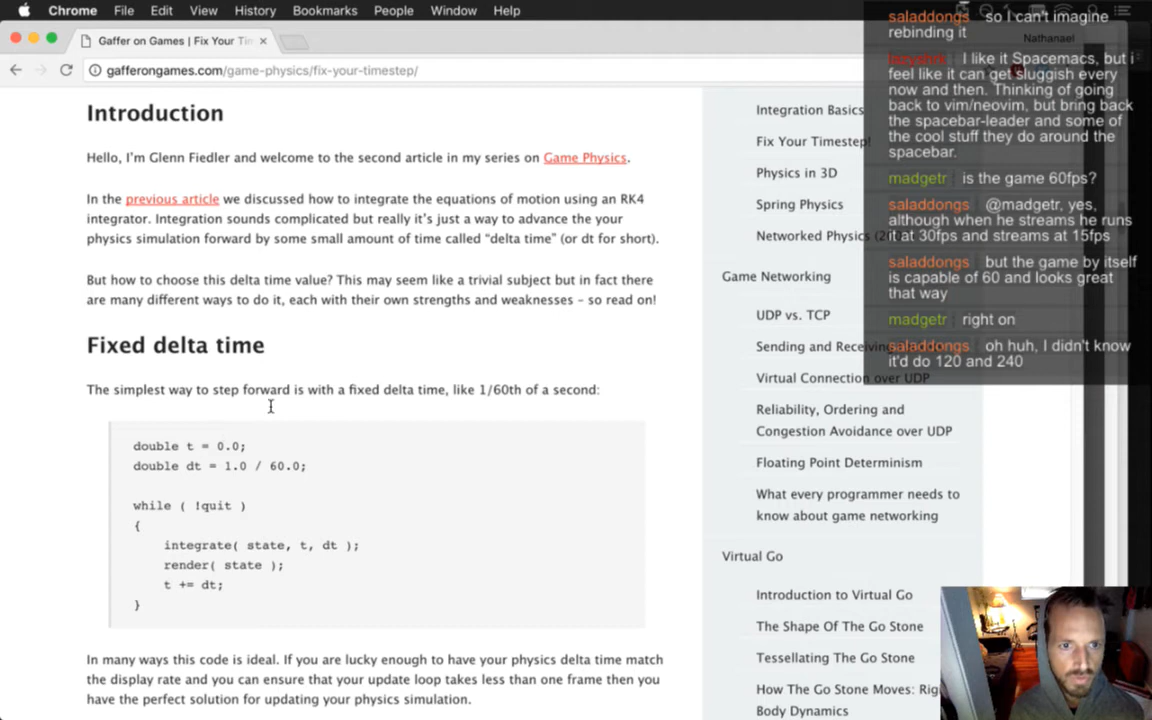 Chrome File Edit View History Bookmarks People Window Help
Gaffer on Games | Fix Your Tim
gafferongames.com/game-physics/fix-your-timestep/
Introduction
Hello, I'm Glenn Fiedler and welcome to the second article in my series on Game Physics.
In the previous article we discussed how to integrate the equations of motion using an RK4
integrator. Integration sounds complicated but really it's just a way to advance the your
physics simulation forward by some small amount of time called "delta time" (or dt for short).
But how to choose this delta time value? This may seem like a trivial subject but in fact there
are many different ways to do it, each with their own strengths and weaknesses – so read on!
Fixed delta time
The simplest way to step forward is with a fixed delta time, like 1/60th of a second:
double t = 0.0;
double dt = 1.0 / 60.0;
while ( !quit )
{
integrate( state, t, dt );
render( state );
t += dt;
}
In many ways this code is ideal. If you are lucky enough to have your physics delta time match
the display rate and you can ensure that your update loop takes less than one frame then you
have the perfect solution for updating your physics simulation.
Integration Basics
Fix Your Timestep!
Physics in 3D
Spring Physics
Networked Physics
Game Networking
UDP vs. TCP
Sending and Receiving
Virtual Connection over UDP
Reliability, Ordering and
Congestion Avoidance over UDP
Floating Point Determinism
What every programmer needs to
know about game networking
Virtual Go
Introduction to Virtual Go
The Shape Of The Go Stone
Tessellating The Go Stone
How The Go Stone Moves: Rig
Body Dynamics
saladdongs so I can't imagine
rebinding it
Nathanael
I like it Spacemacs, but i
feel like it can get sluggish every
now and then. Thinking of going
back to vim/neovim, but bring back
the spacebar-leader and some of
the cool stuff they do around the
spacebar.
madgetr is the game 60fps?
saladdongs @madgetr, yes,
although when he streams he runs
it at 30fps and streams at 15fps
saladdongs but the game by itself
is capable of 60 and looks great
that way
madgetr right on
saladdongs oh huh, I didn't know
it'd do 120 and 240